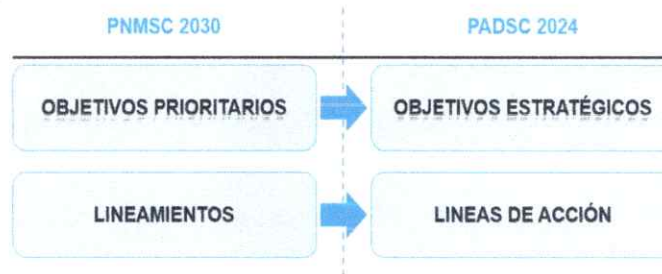 PNMSC 2030 PADSC 2024
OBJETIVOS PRIORITARIOS OBJETIVOS ESTRATÉGICOS
LINEAMIENTOS LINEAS DE ACCIÓN